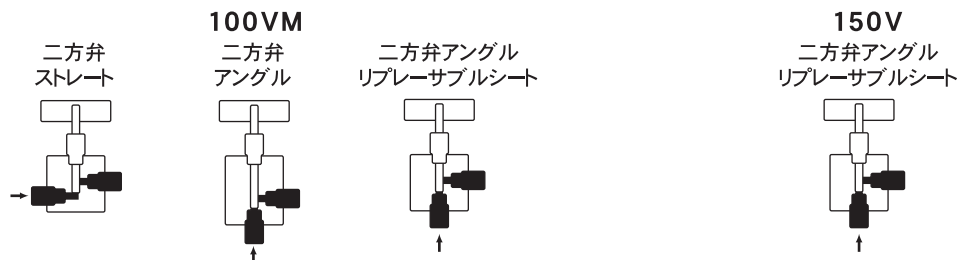 100VM
二方弁
ストレート
二方弁
アングル
二方弁アングル
リプレーサブルシート
150V
二方弁アングル
リプレーサブルシート